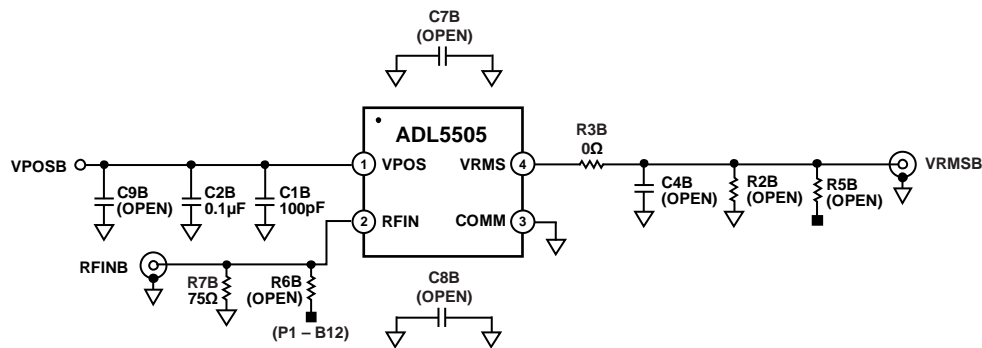 C7B
(OPEN)
ADL5505
R3B
0Ω
VPOSB
1
VPOS
VRMS
4
VRMSB
C9B
(OPEN)
C2B
0.1µF
C1B
100pF
C4B
(OPEN)
R2B
(OPEN)
R5B
(OPEN)
2
RFIN
COMM
3
RFINB
R7B
75Ω
R6B
(OPEN)
(P1 – B12)
C8B
(OPEN)